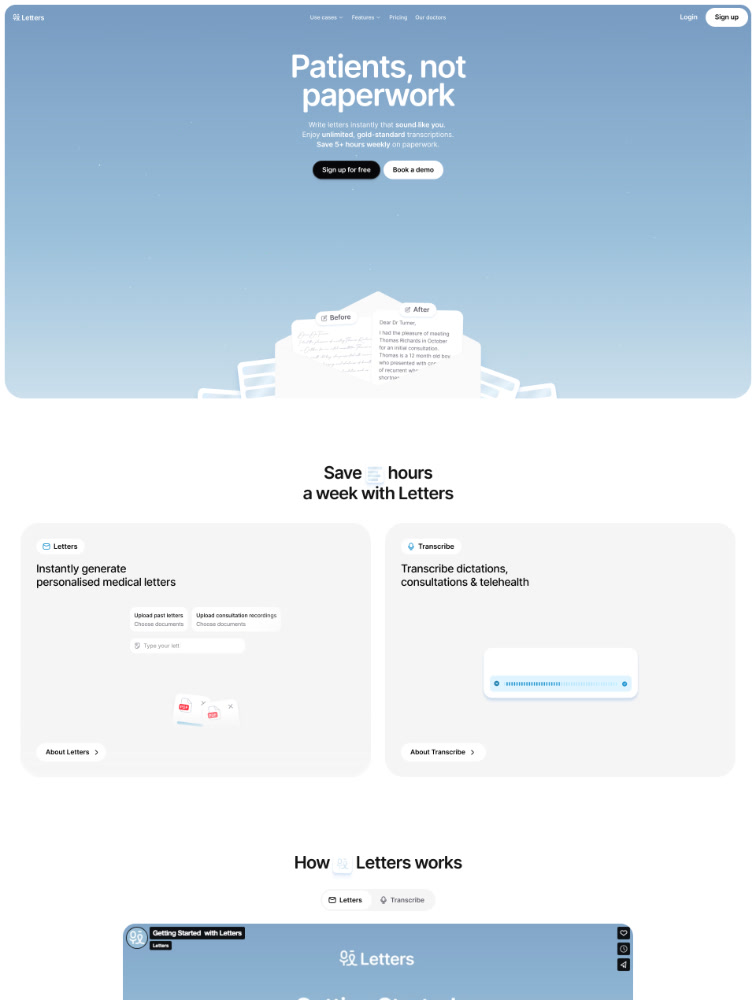 Letters
Use cases
Features
Pricing
Our doctors
Login
Sign up
Patients, not
paperwork
Write letters instantly that sound like you.
Enjoy unlimited, gold-standard transcriptions.
Save 5+ hours weekly on paperwork.
Sign up for free
Book a demo
Before
After
Dear Dr Turner,
I had the pleasure of meeting
Thomas Richards in October
for an initial consultation.
Thomas is a 12 month old boy
who presented with
of recurrent
Save hours
a week with Letters
Letters
Instantly generate
personalised medical letters
Upload past letters
Choose documents
Upload consultation recordings
Choose documents
Type your lett
About Letters
Transcribe
Transcribe dictations,
consultations & telehealth
About Transcribe
How Letters works
Letters
Transcribe
Getting Started with Letters
Letters
Letters
Getting Started